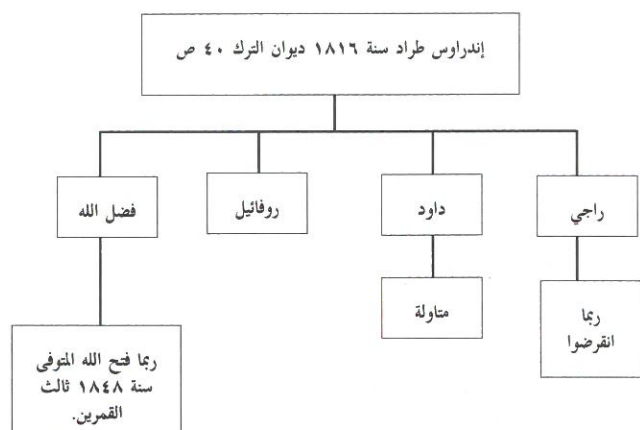 إندراوس طراد سنة ١٨١٦ ديوان الترك ٤٠ ص
راجي
داود
روفائيل
فضل الله
ربما
انقرضوا
متاولة
ربما فتح الله المتوفى
سنة ١٨٤٨ ثالث
القمرين.